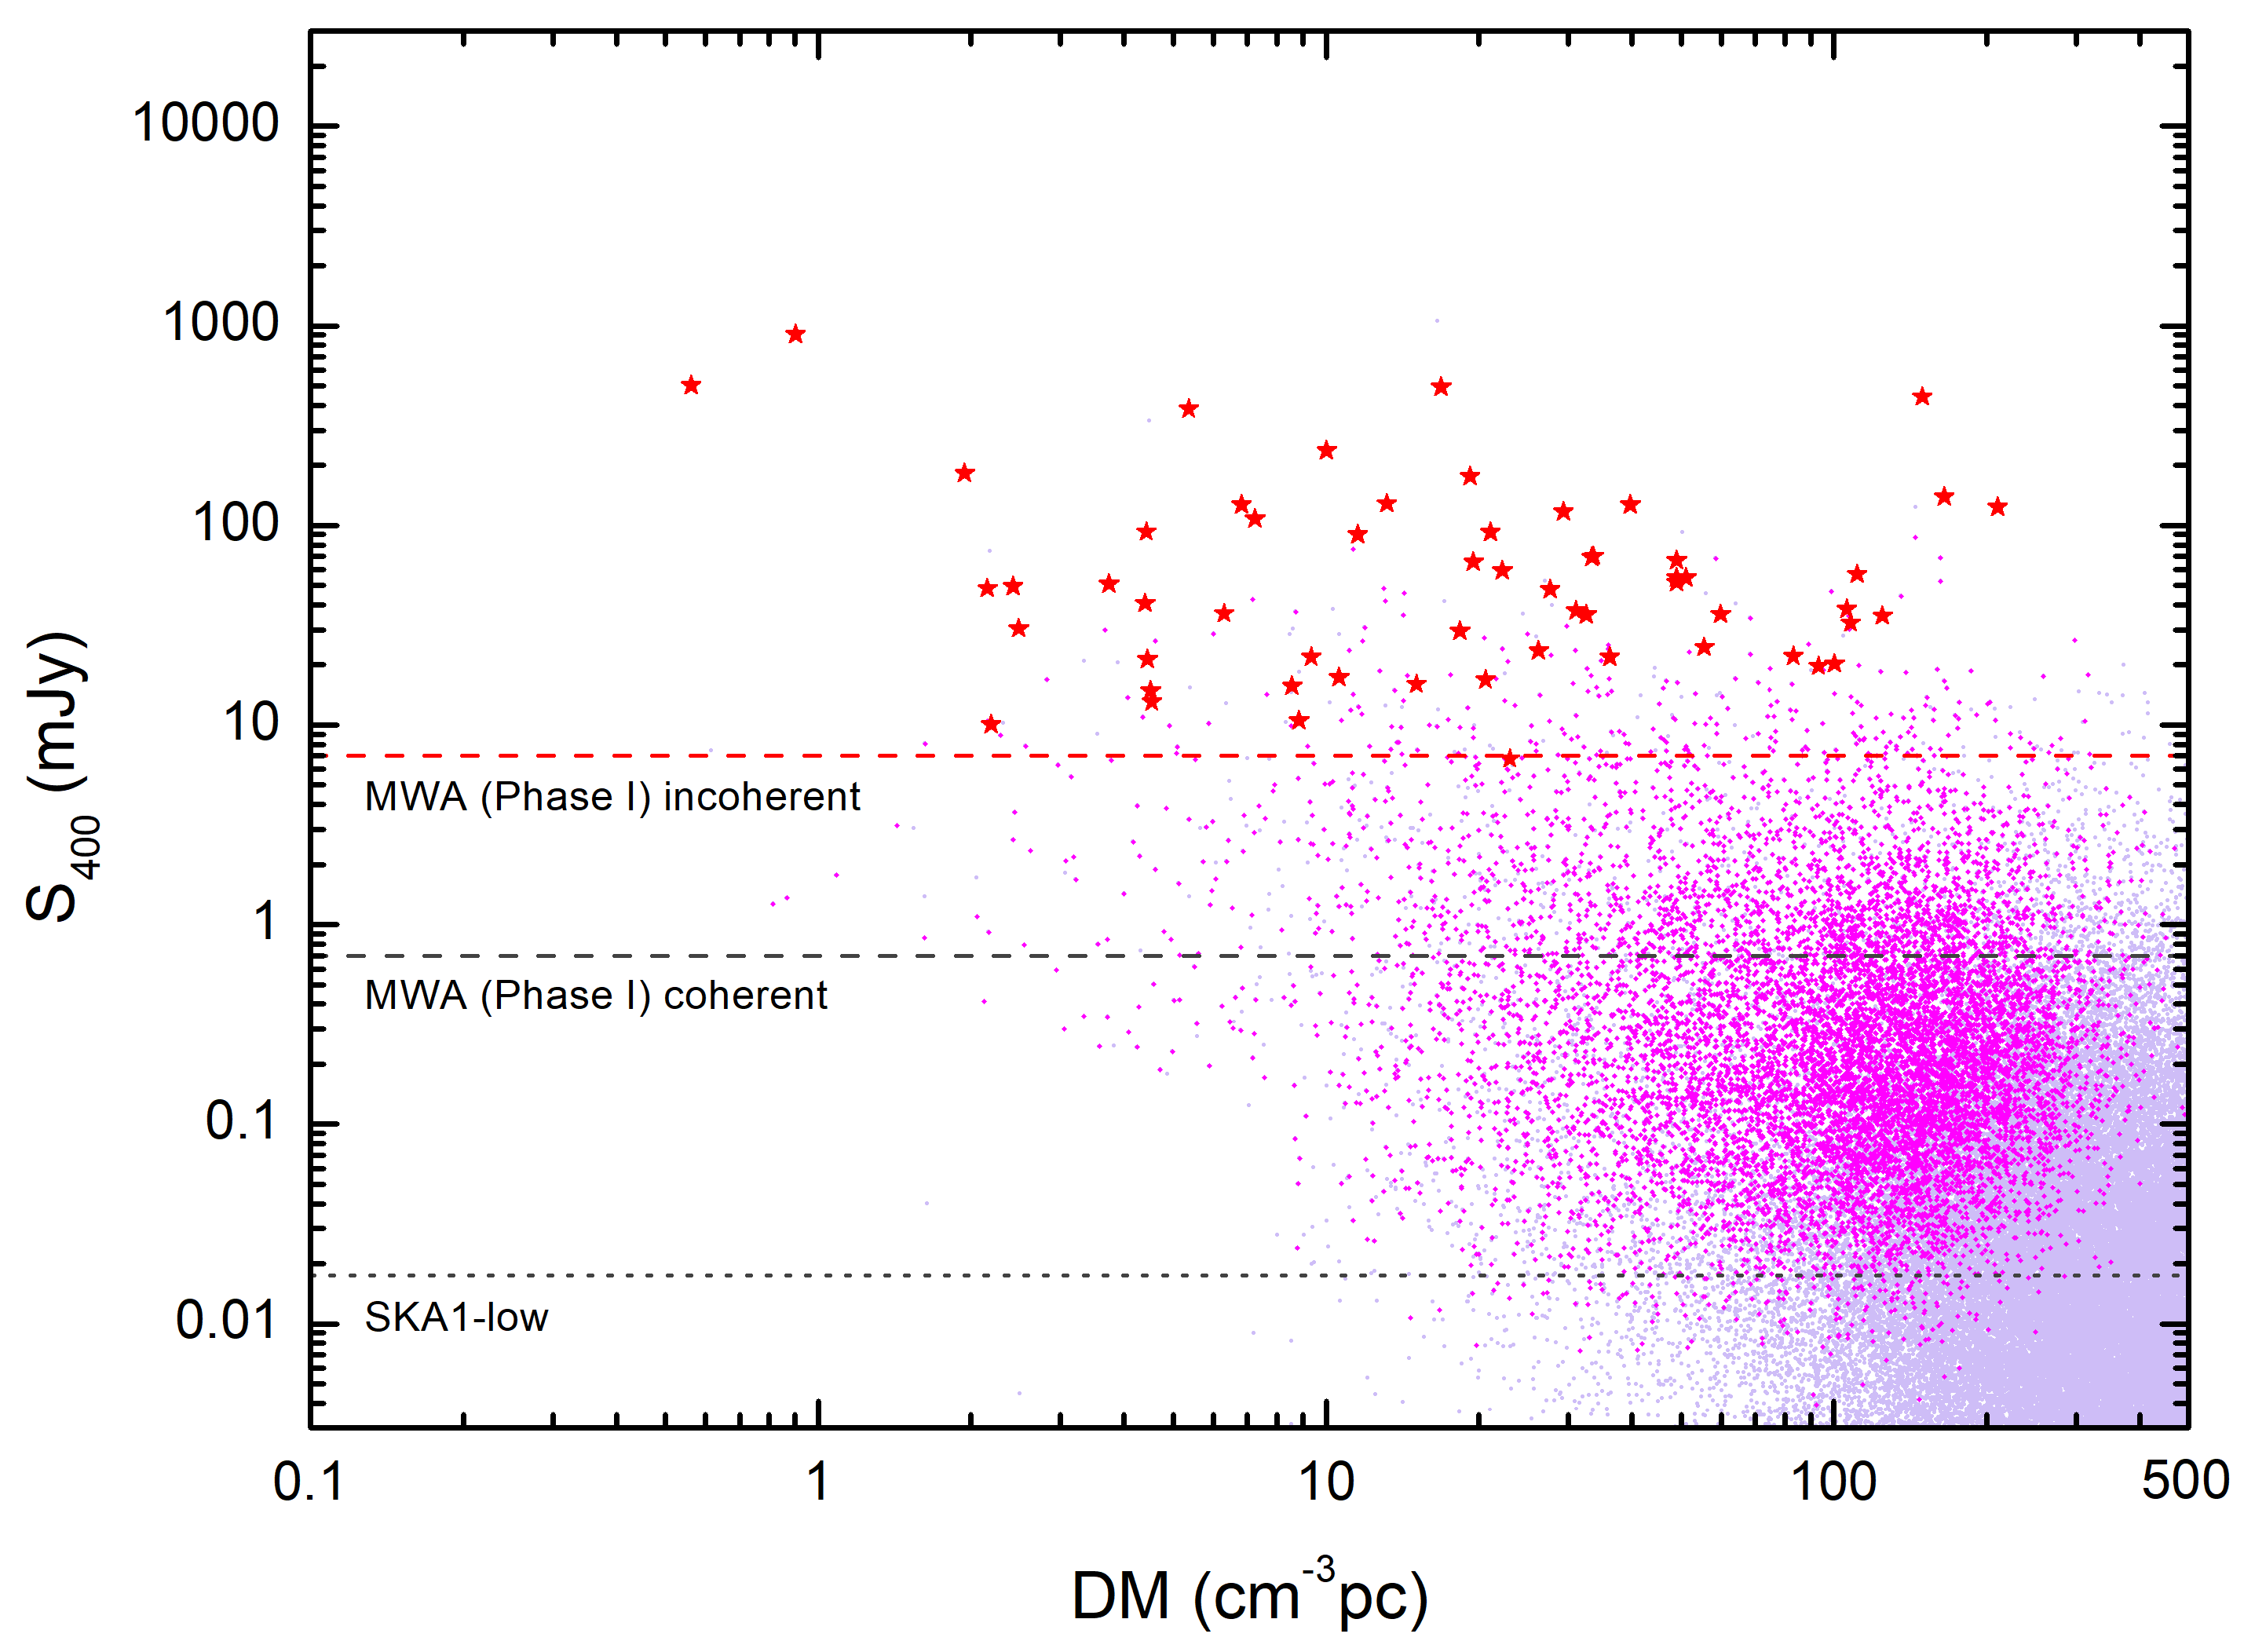 10000
1000
100
10
1
0.1
0.01
S400 (mJy)
MWA (Phase I) incoherent
MWA (Phase I) coherent
SKA1-low
0.1 1 10 100 500
DM (cm-3pc)